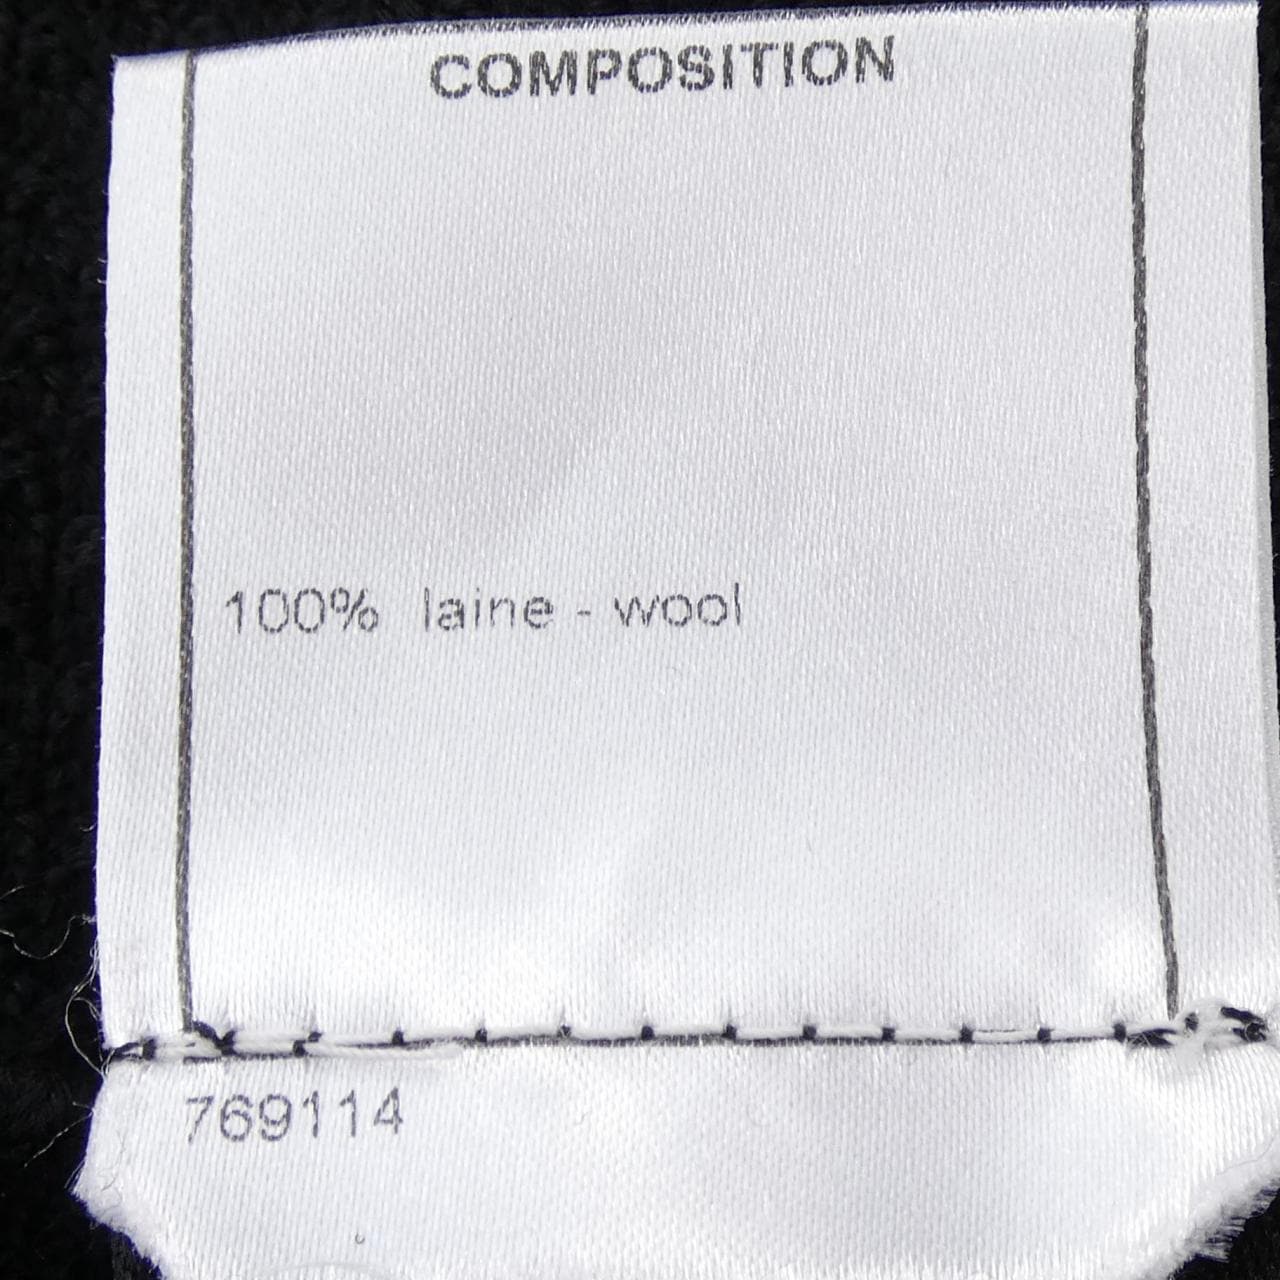 COMPOSITION
100% laine - wool
769114